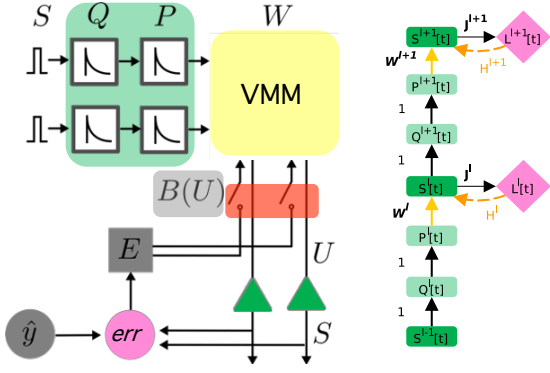 S Q P W
VMM
B(U)
E
U
ŷ
err
S
S^{l+1}[t]
J^{l+1}
L^{l+1}[t]
H^{l+1}
W^{l+1}
P^{l+1}[t]
1
Q^{l+1}[t]
1
S^l[t]
J^l
L^l[t]
H^l
W^l
P^l[t]
1
Q^l[t]
1
S^{l-1}[t]